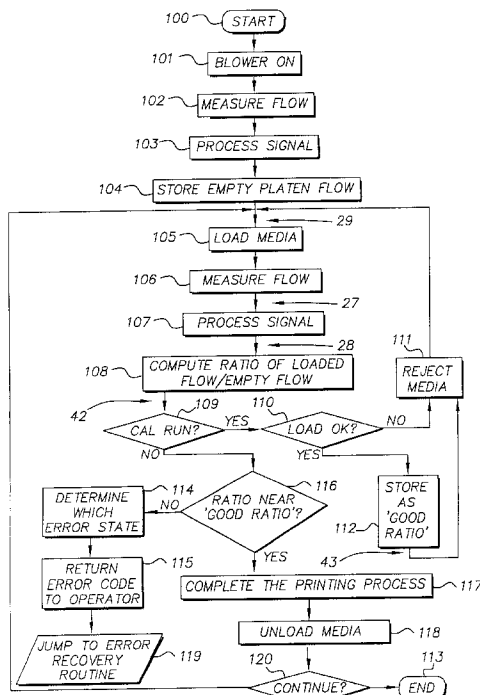 100
START
101
BLOWER ON
102
MEASURE FLOW
103
PROCESS SIGNAL
104
STORE EMPTY PLATEN FLOW
29
105
LOAD MEDIA
106
MEASURE FLOW
27
107
PROCESS SIGNAL
28
108
COMPUTE RATIO OF LOADED
FLOW/EMPTY FLOW
111
REJECT
MEDIA
42
109
CAL RUN?
YES
NO
110
LOAD OK?
NO
YES
112
STORE
AS
'GOOD
RATIO'
43
116
RATIO NEAR
'GOOD RATIO'?
NO
YES
114
DETERMINE
WHICH
ERROR STATE
115
RETURN
ERROR CODE
TO OPERATOR
JUMP TO ERROR
RECOVERY
ROUTINE
119
COMPLETE THE PRINTING PROCESS
117
UNLOAD MEDIA
118
120
CONTINUE?
113
END